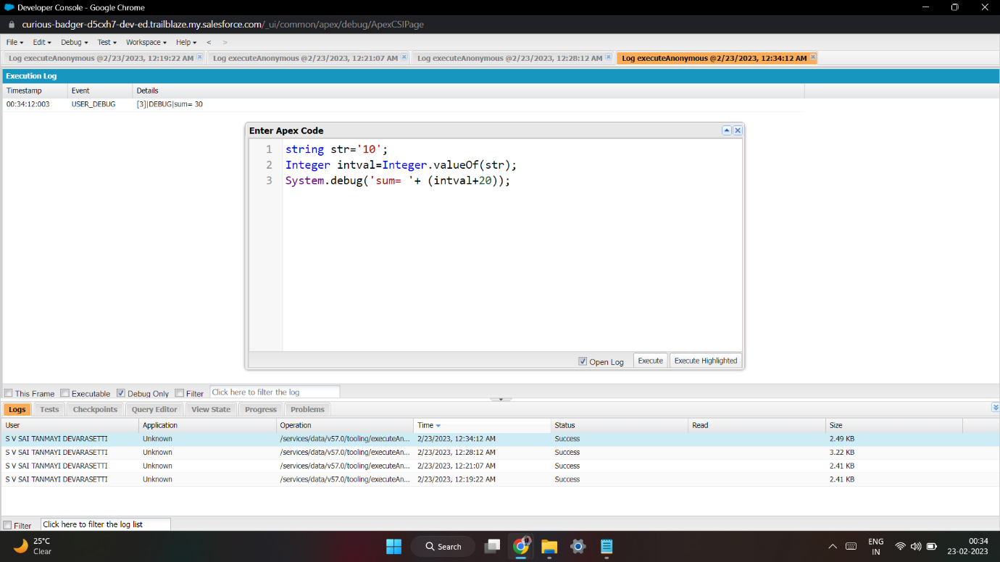 Developer Console - Google Chrome
curious-badger-d5cxh7-dev-ed.trailblaze.my.salesforce.com/_ui/common/apex/debug/ApexCSIPage
File Edit Debug Test Workspace Help < >
Log executeAnonymous @2/23/2023, 12:19:22 AM Log executeAnonymous @2/23/2023, 12:21:07 AM Log executeAnonymous @2/23/2023, 12:28:12 AM Log executeAnonymous @2/23/2023, 12:34:12 AM
Execution Log
Timestamp Event Details
00:34:12:003 USER_DEBUG [3]|DEBUG|sum= 30
Enter Apex Code
1 string str='10';
2 Integer intval=Integer.valueOf(str);
3 System.debug('sum= '+ (intval+20));
Open Log Execute Execute Highlighted
This Frame Executable Debug Only Filter Click here to filter the log
Logs Tests Checkpoints Query Editor View State Progress Problems
User Application Operation Time Status Read Size
S V SAI TANMAYI DEVARASETTI Unknown /services/data/v57.0/tooling/executeAn... 2/23/2023, 12:34:12 AM Success 2.49 KB
S V SAI TANMAYI DEVARASETTI Unknown /services/data/v57.0/tooling/executeAn... 2/23/2023, 12:28:12 AM Success 3.22 KB
S V SAI TANMAYI DEVARASETTI Unknown /services/data/v57.0/tooling/executeAn... 2/23/2023, 12:21:07 AM Success 2.41 KB
S V SAI TANMAYI DEVARASETTI Unknown /services/data/v57.0/tooling/executeAn... 2/23/2023, 12:19:22 AM Success 2.41 KB
Filter Click here to filter the log list
25°C
Clear
Search
ENG
IN
00:34
23-02-2023